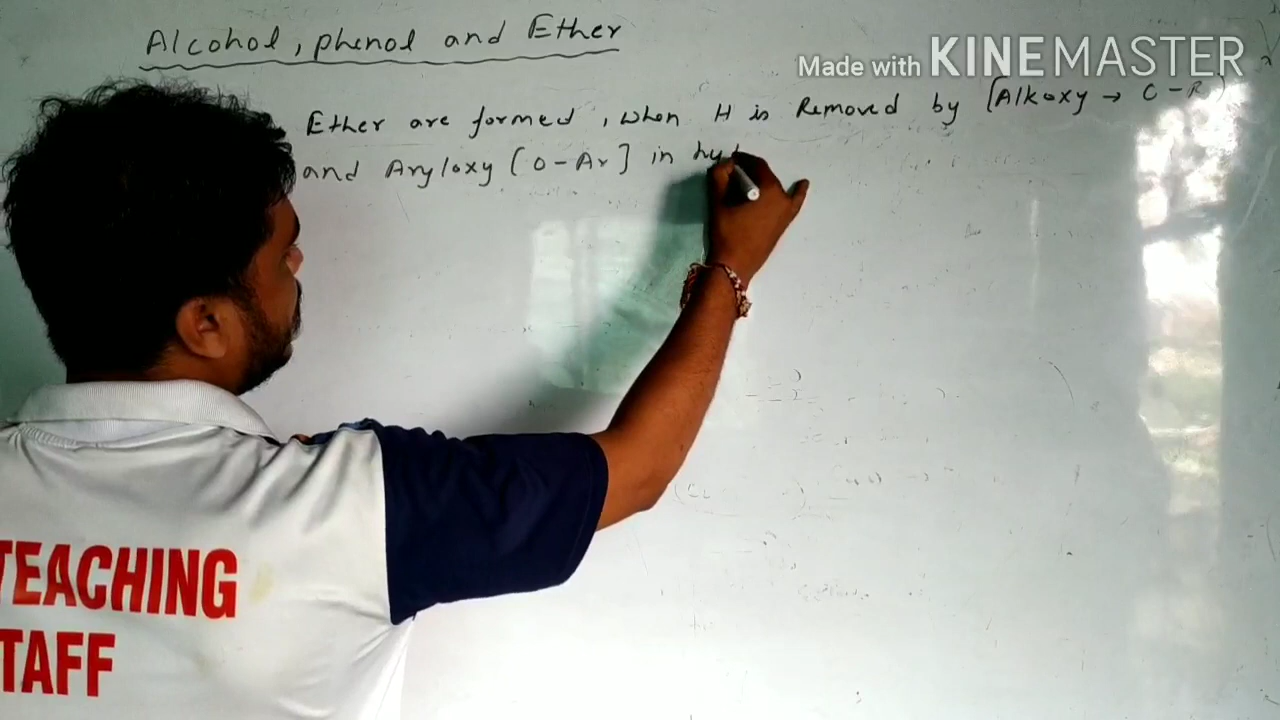 Alcohol, phenol and Ether
Made with KINEMASTER
Ether are formed, when H is Removed by [Alkoxy → O-R)
and Aryloxy [O-Ar] in hyd
TEACHING
TAFF